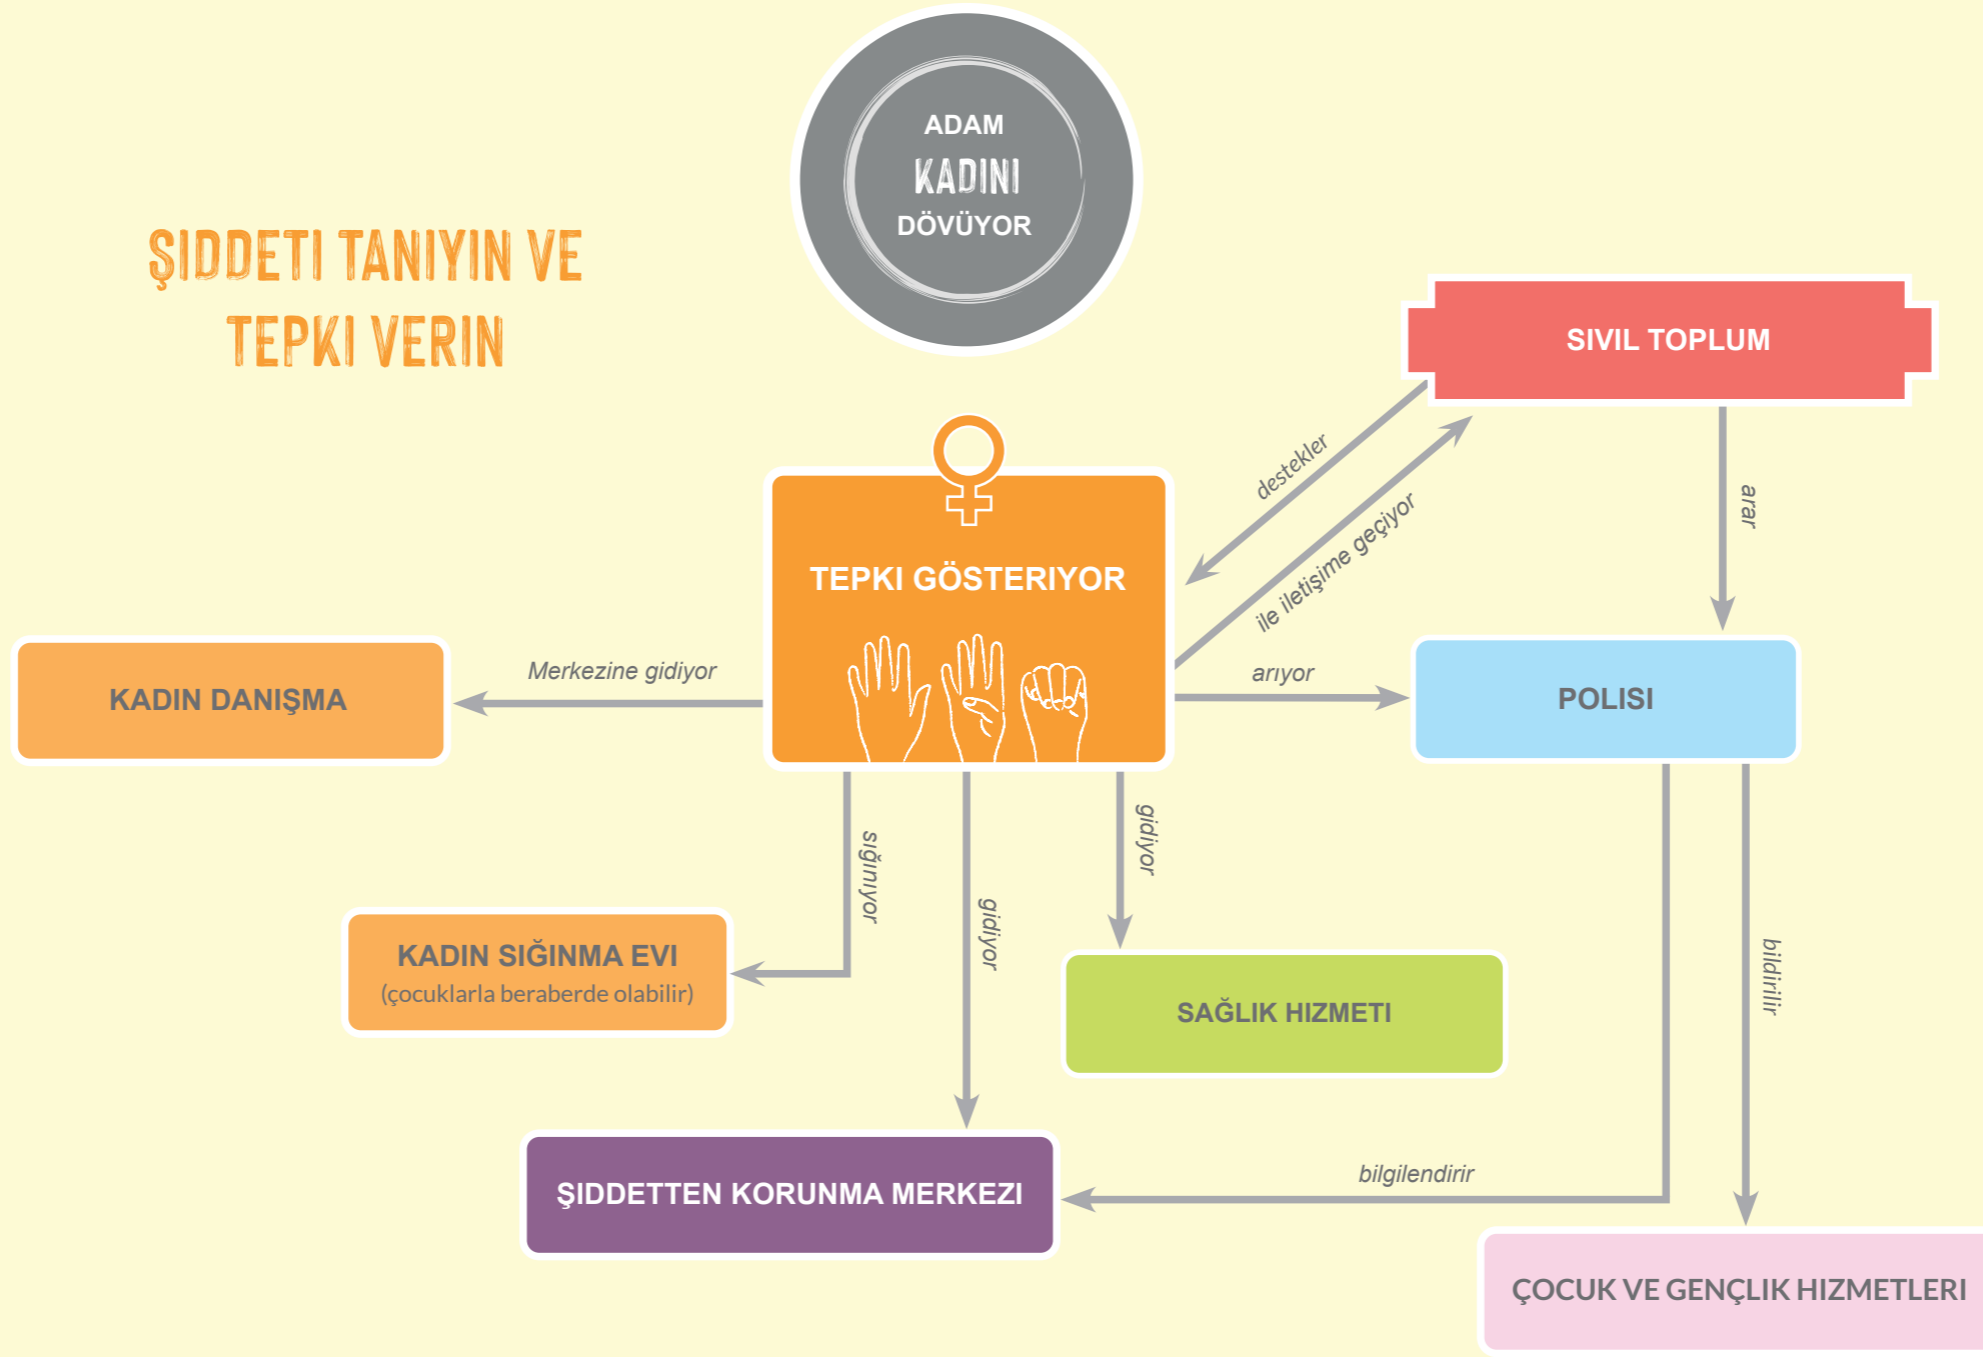 ADAM
KADINI
DÖVÜYOR
ŞIDDETI TANIYIN VE
TEPKI VERIN
SIVIL TOPLUM
destekler
ile iletişime geçiyor
arar
TEPKI GÖSTERIYOR
KADIN DANIŞMA
Merkezine gidiyor
arıyor
POLISI
sığınıyor
gidiyor
gidiyor
KADIN SIĞINMA EVI
(çocuklarla beraberde olabilir)
SAĞLIK HIZMETI
bildirilir
ŞIDDETTEN KORUNMA MERKEZI
bilgilendirir
ÇOCUK VE GENÇLIK HIZMETLERI